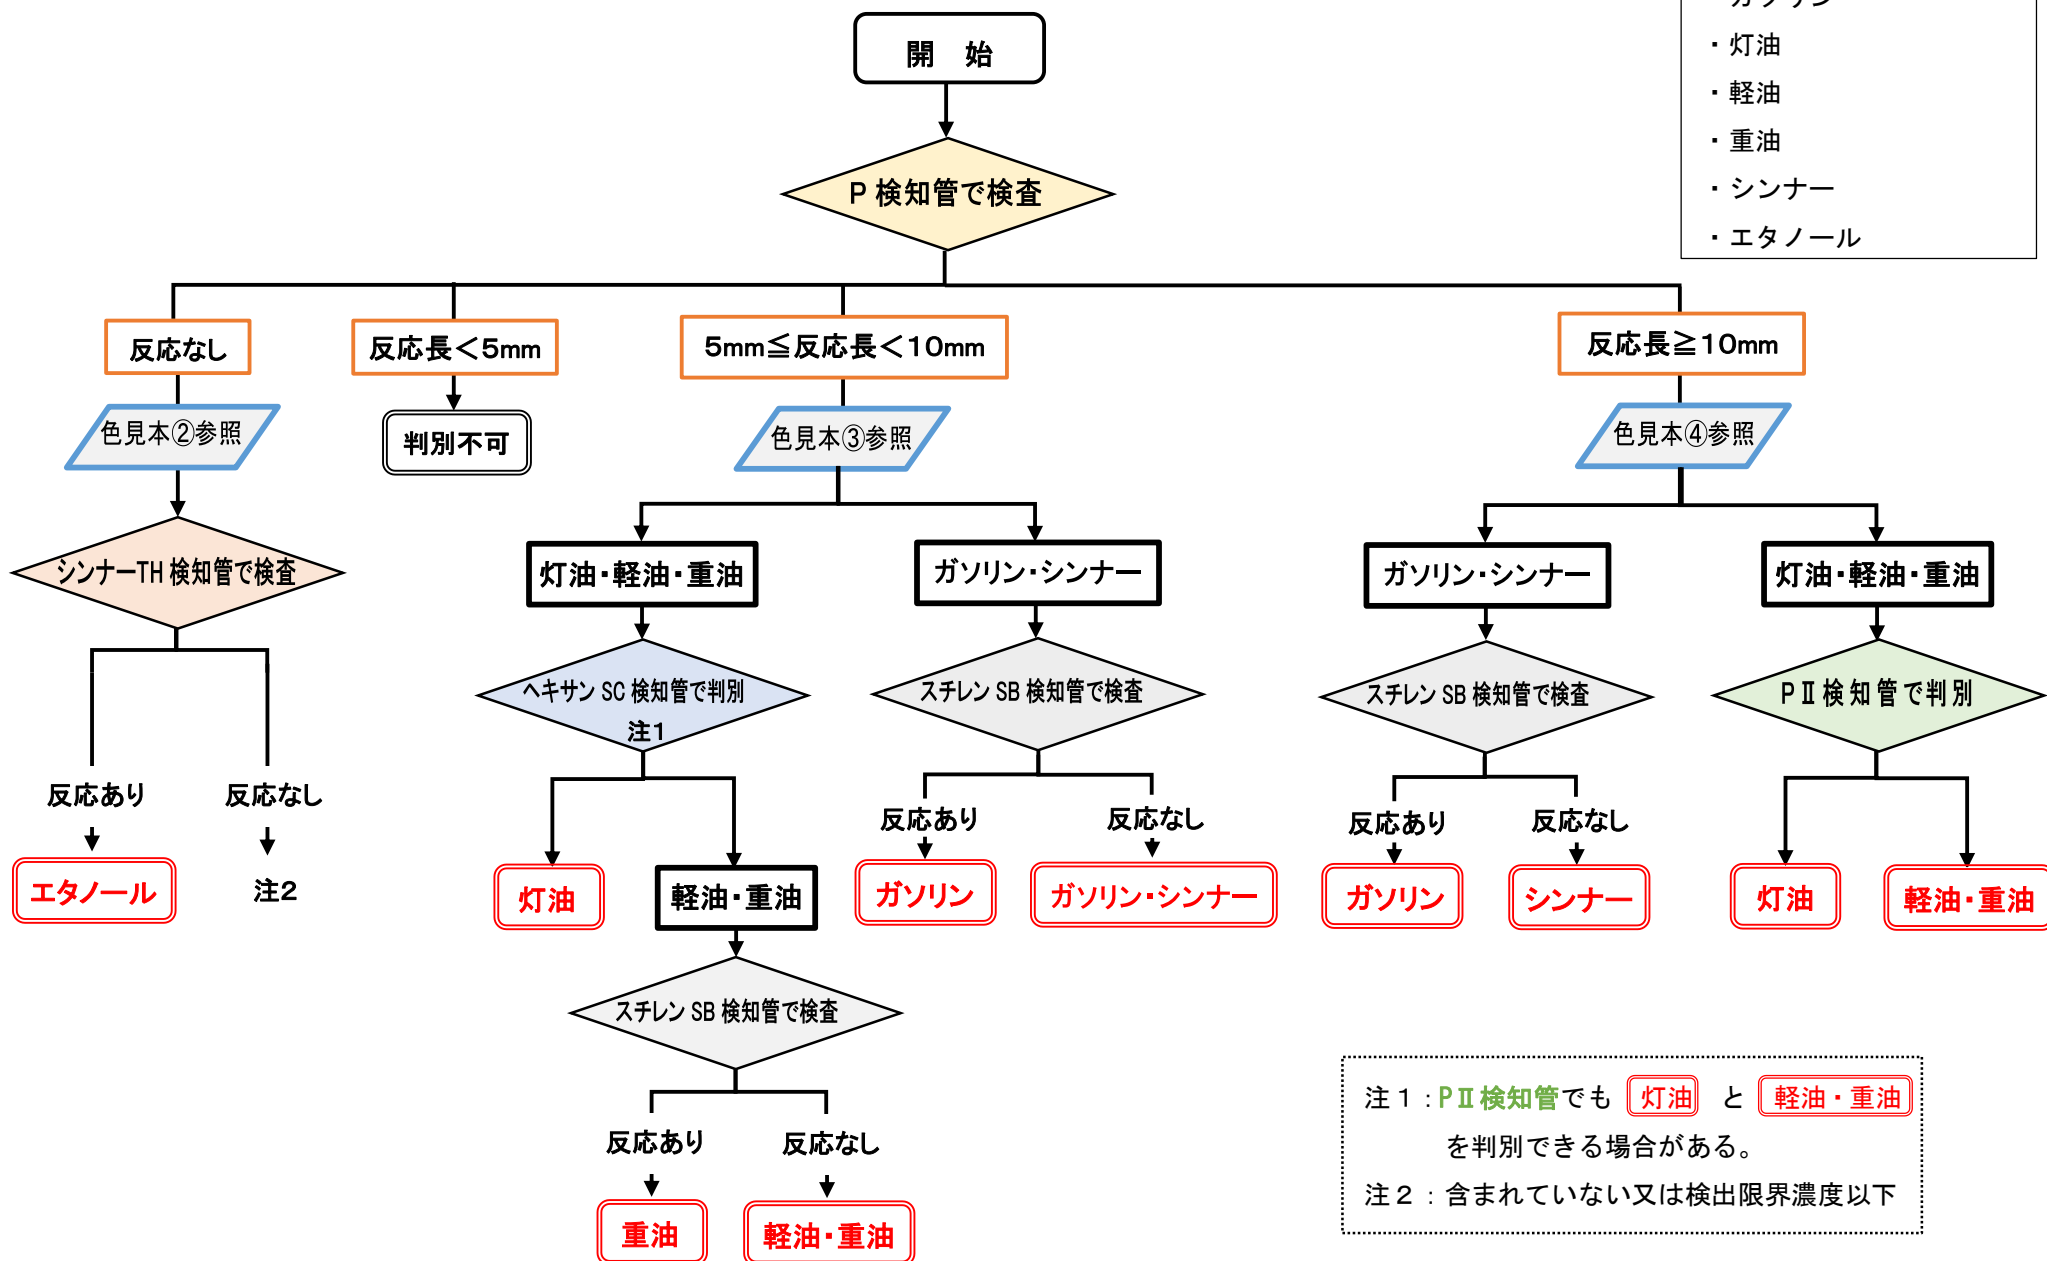 ガソリン
・灯油
・軽油
・重油
・シンナー
・エタノール
開 始
P 検知管で検査
反応なし
反応長＜5mm
5mm≦反応長＜10mm
反応長≧10mm
色見本②参照
判別不可
色見本③参照
色見本④参照
シンナーTH 検知管で検査
灯油・軽油・重油
ガソリン・シンナー
ガソリン・シンナー
灯油・軽油・重油
ヘキサン SC 検知管で判別
注1
スチレン SB 検知管で検査
スチレン SB 検知管で検査
PⅡ検知管で判別
反応あり
反応なし
反応あり
反応なし
反応あり
反応なし
エタノール
注2
灯油
軽油・重油
ガソリン
ガソリン・シンナー
ガソリン
シンナー
灯油
軽油・重油
スチレン SB 検知管で検査
反応あり
反応なし
重油
軽油・重油
注１：PⅡ検知管でも 灯油 と 軽油・重油
を判別できる場合がある。
注２：含まれていない又は検出限界濃度以下